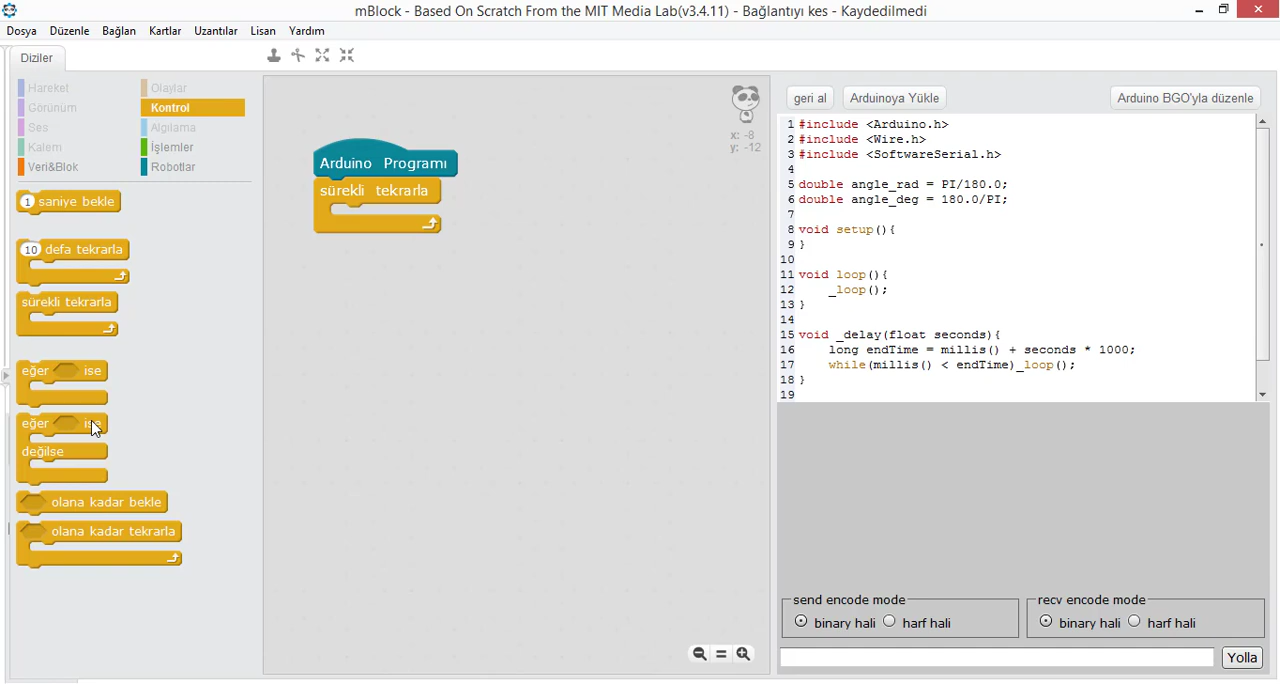 mBlock - Based On Scratch From the MIT Media Lab(v3.4.11) - Bağlantıyı kes - Kaydedilmedi
Dosya Düzenle Bağlan Kartlar Uzantılar Lisan Yardım
Diziler
Hareket Olaylar
Görünüm Kontrol
Ses Algılama
Kalem İşlemler
Veri&Blok Robotlar
1 saniye bekle
10 defa tekrarla
sürekli tekrarla
eğer ise
eğer ise
değilse
olana kadar bekle
olana kadar tekrarla
Arduino Programı
sürekli tekrarla
x: -8
y: -12
geri al Arduinoya Yükle Arduino BGO'yla düzenle
1 #include <Arduino.h>
2 #include <Wire.h>
3 #include <SoftwareSerial.h>
4
5 double angle_rad = PI/180.0;
6 double angle_deg = 180.0/PI;
7
8 void setup(){
9 }
10
11 void loop(){
12 _loop();
13 }
14
15 void _delay(float seconds){
16 long endTime = millis() + seconds * 1000;
17 while(millis() < endTime)_loop();
18 }
19
send encode mode recv encode mode
binary hali harf hali binary hali harf hali
Yolla